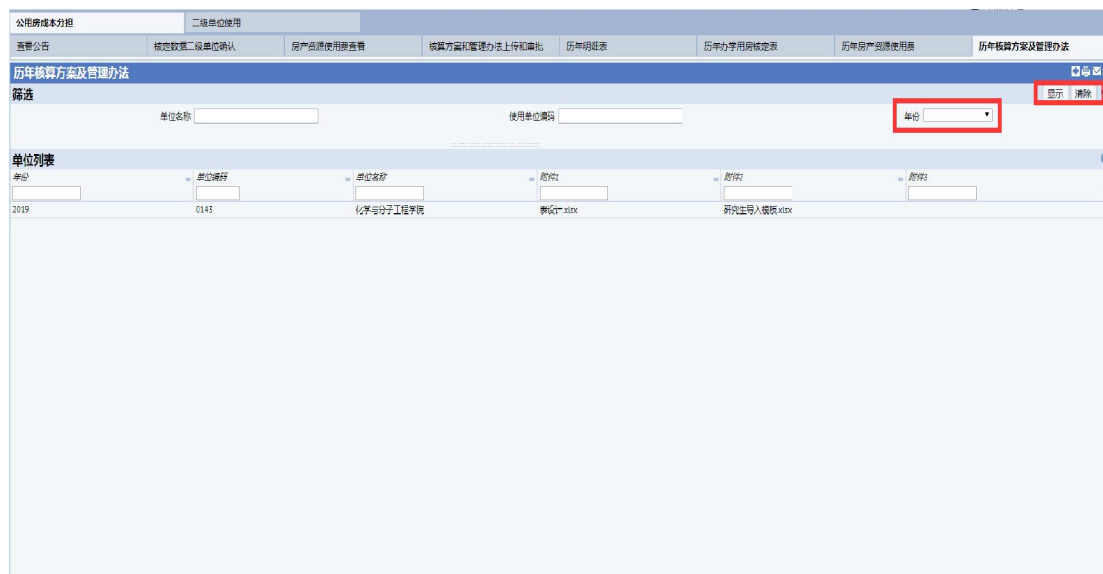 公用房成本分担 二级单位使用
查看公告 核定数据二级单位确认 房产资源使用费查看 核算方案和管理办法上传和审批 历年明细表 历年办学用房核定表 历年房产资源使用费 历年核算方案及管理办法
历年核算方案及管理办法
筛选 显示 清除
单位名称 使用单位编码 年份
单位列表
年份 单位编码 单位名称 附件1 附件2 附件3
2019 0143 化学与分子工程学院 表设计.xlsx 研究生导入模板.xlsx